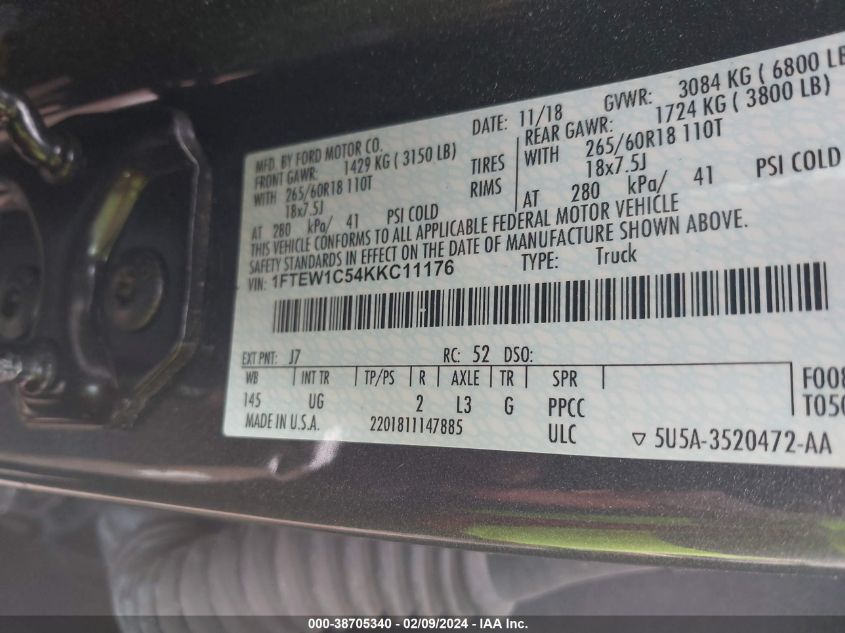 MFD. BY FORD MOTOR CO.
DATE: 11/18 GVWR: 3084 KG ( 6800 LB
FRONT GAWR: 1429 KG ( 3150 LB)
REAR GAWR: 1724 KG ( 3800 LB)
WITH 265/60R18 110T TIRES WITH 265/60R18 110T
18x7.5J RIMS 18x7.5J
AT 280 kPa/ 41 PSI COLD AT 280 kPa/ 41 PSI COLD
THIS VEHICLE CONFORMS TO ALL APPLICABLE FEDERAL MOTOR VEHICLE
SAFETY STANDARDS IN EFFECT ON THE DATE OF MANUFACTURE SHOWN ABOVE.
VIN: 1FTEW1C54KKC11176 TYPE: Truck
EXT PNT: J7 RC: 52 DSO:
WB INT TR TP/PS R AXLE TR SPR F008
145 UG 2 L3 G PPCC T050
MADE IN U.S.A. 2201811147885 ULC ▽ 5U5A-3520472-AA
000-38705340 - 02/09/2024 - IAA Inc.